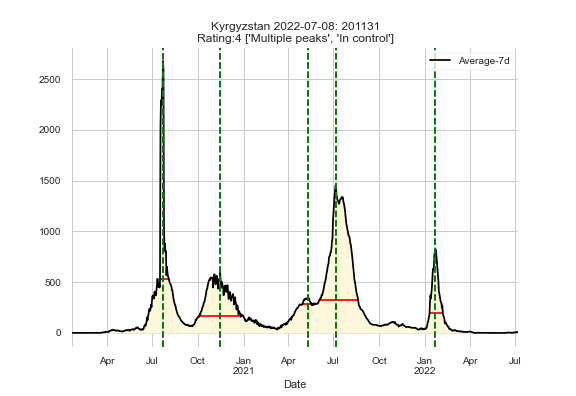 Kyrgyzstan 2022-07-08: 201131
Rating:4 ['Multiple peaks', 'In control']
Average-7d
2500
2000
1500
1000
500
0
Apr Jul Oct Jan Apr Jul Oct Jan Apr Jul
2021 2022
Date